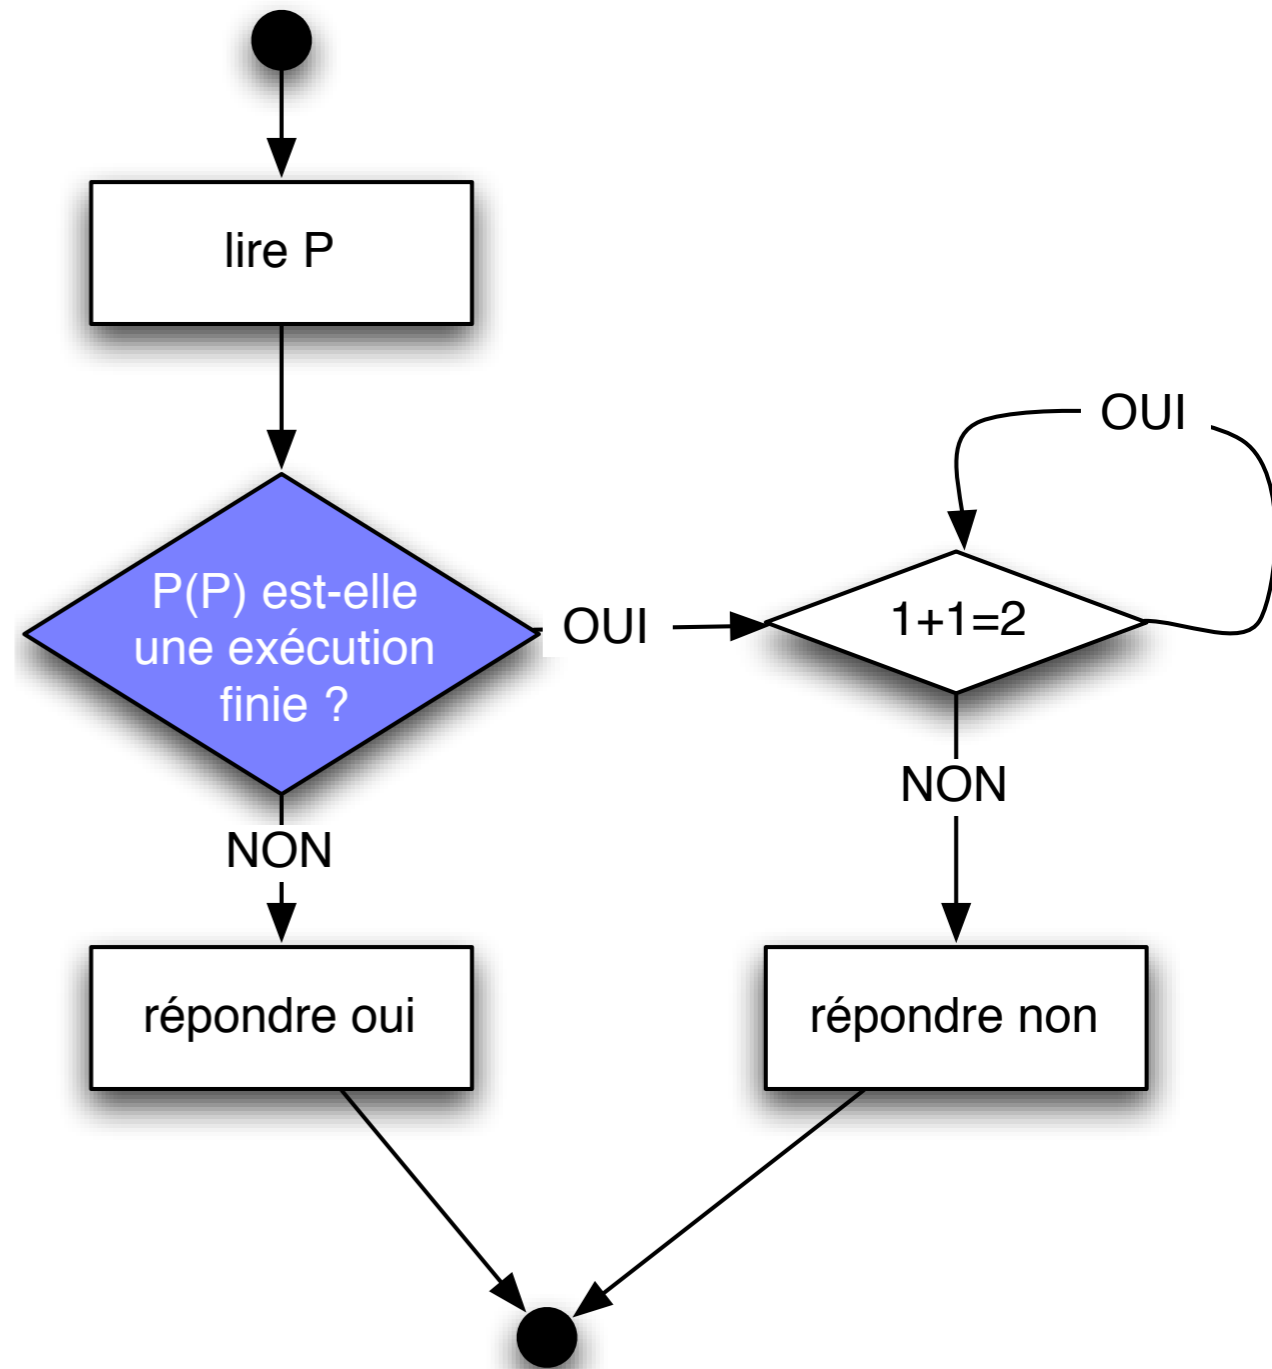 lire P
OUI
P(P) est-elle
une exécution
finie ?
OUI
1+1=2
NON
NON
répondre oui
répondre non